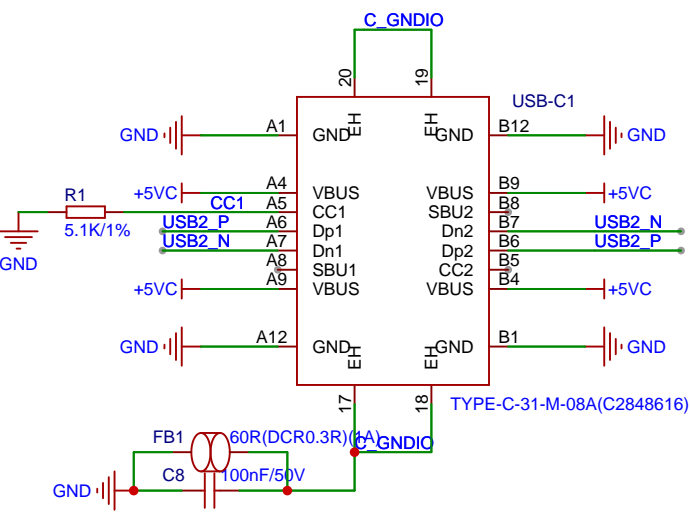 C_GNDIO
20
19
USB-C1
GND
A1
GND
EH
EH
GND
B12
GND
R1
+5VC
A4
VBUS
VBUS
B9
+5VC
CC1
A5
CC1
SBU2
B8
5.1K/1%
USB2_P
A6
Dp1
Dn2
B7
USB2_N
USB2_N
A7
Dn1
Dp2
B6
USB2_P
GND
A8
SBU1
CC2
B5
+5VC
A9
VBUS
VBUS
B4
+5VC
GND
A12
GND
EH
EH
GND
B1
GND
17
18
TYPE-C-31-M-08A(C2848616)
FB1
60R(DCR0.3R)(1A)
C_GNDIO
C8
100nF/50V
GND